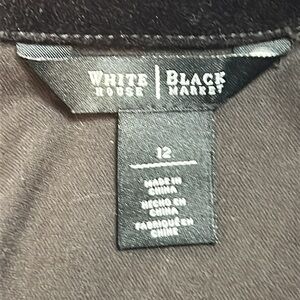 WHITE | BLACK
HOUSE | MARKET
12
MADE IN
CHINA
HECHO EN
CHINA
FABRIQUÉ EN
CHINE